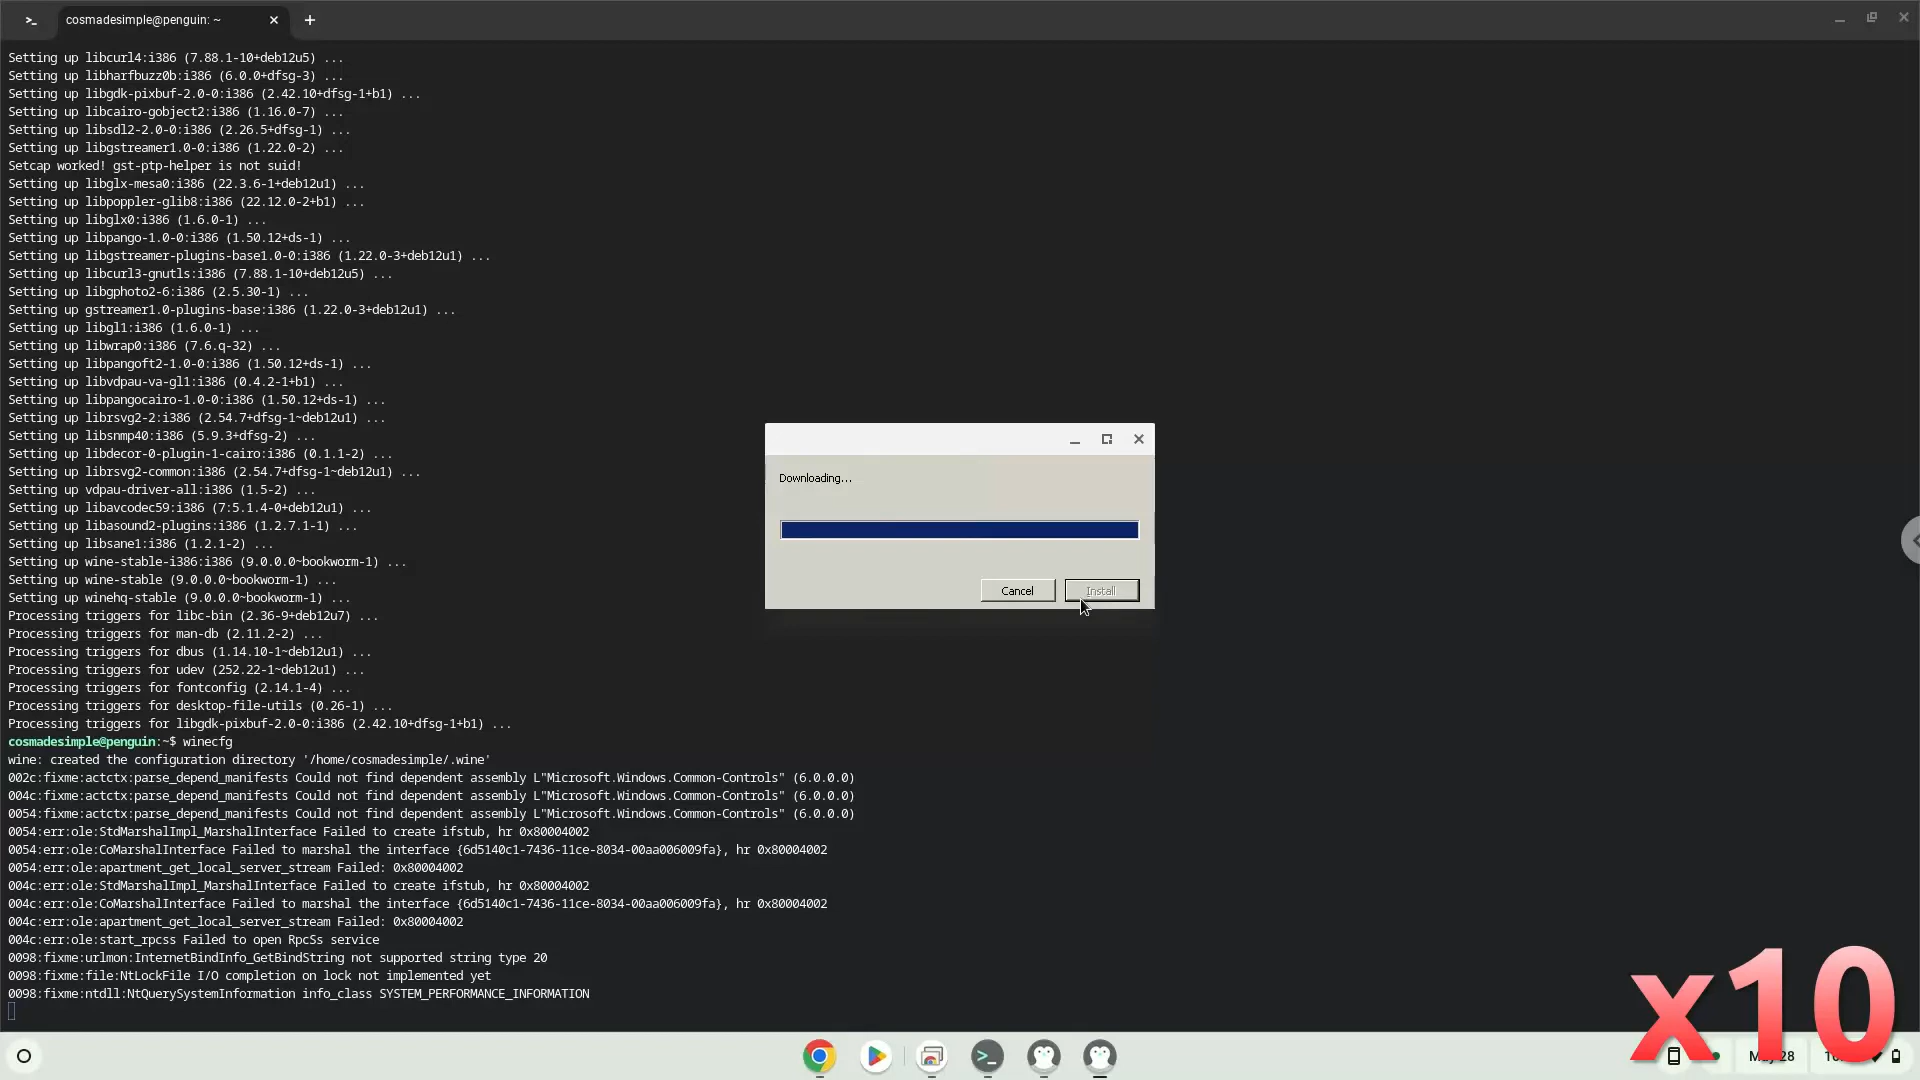 cosmadesimple@penguin: ~
Setting up libcurl4:i386 (7.88.1-10+deb12u5) ...
Setting up libharfbuzz0b:i386 (6.0.0+dfsg-3) ...
Setting up libgdk-pixbuf-2.0-0:i386 (2.42.10+dfsg-1+b1) ...
Setting up libcairo-gobject2:i386 (1.16.0-7) ...
Setting up libsdl2-2.0-0:i386 (2.26.5+dfsg-1) ...
Setting up libgstreamer1.0-0:i386 (1.22.0-2) ...
Setcap worked! gst-ptp-helper is not suid!
Setting up libglx-mesa0:i386 (22.3.6-1+deb12u1) ...
Setting up libpoppler-glib8:i386 (22.12.0-2+b1) ...
Setting up libglx0:i386 (1.6.0-1) ...
Setting up libpango-1.0-0:i386 (1.50.12+ds-1) ...
Setting up libgstreamer-plugins-base1.0-0:i386 (1.22.0-3+deb12u1) ...
Setting up libcurl3-gnutls:i386 (7.88.1-10+deb12u5) ...
Setting up libgphoto2-6:i386 (2.5.30-1) ...
Setting up gstreamer1.0-plugins-base:i386 (1.22.0-3+deb12u1) ...
Setting up libgl1:i386 (1.6.0-1) ...
Setting up libwrap0:i386 (7.6.q-32) ...
Setting up libpangoft2-1.0-0:i386 (1.50.12+ds-1) ...
Setting up libvdpau-va-gl1:i386 (0.4.2-1+b1) ...
Setting up libpangocairo-1.0-0:i386 (1.50.12+ds-1) ...
Setting up librsvg2-2:i386 (2.54.7+dfsg-1~deb12u1) ...
Setting up libsnmp40:i386 (5.9.3+dfsg-2) ...
Setting up libdecor-0-plugin-1-cairo:i386 (0.1.1-2) ...
Setting up librsvg2-common:i386 (2.54.7+dfsg-1~deb12u1) ...
Setting up vdpau-driver-all:i386 (1.5-2) ...
Setting up libavcodec59:i386 (7:5.1.4-0+deb12u1) ...
Setting up libasound2-plugins:i386 (1.2.7.1-1) ...
Setting up libsane1:i386 (1.2.1-2) ...
Setting up wine-stable-i386:i386 (9.0.0.0~bookworm-1) ...
Setting up wine-stable (9.0.0.0~bookworm-1) ...
Setting up winehq-stable (9.0.0.0~bookworm-1) ...
Processing triggers for libc-bin (2.36-9+deb12u7) ...
Processing triggers for man-db (2.11.2-2) ...
Processing triggers for dbus (1.14.10-1~deb12u1) ...
Processing triggers for udev (252.22-1~deb12u1) ...
Processing triggers for fontconfig (2.14.1-4) ...
Processing triggers for desktop-file-utils (0.26-1) ...
Processing triggers for libgdk-pixbuf-2.0-0:i386 (2.42.10+dfsg-1+b1) ...
cosmadesimple@penguin:~$ winecfg
wine: created the configuration directory '/home/cosmadesimple/.wine'
002c:fixme:actctx:parse_depend_manifests Could not find dependent assembly L"Microsoft.Windows.Common-Controls" (6.0.0.0)
004c:fixme:actctx:parse_depend_manifests Could not find dependent assembly L"Microsoft.Windows.Common-Controls" (6.0.0.0)
0054:fixme:actctx:parse_depend_manifests Could not find dependent assembly L"Microsoft.Windows.Common-Controls" (6.0.0.0)
0054:err:ole:StdMarshalImpl_MarshalInterface Failed to create ifstub, hr 0x80004002
0054:err:ole:CoMarshalInterface Failed to marshal the interface {6d5140c1-7436-11ce-8034-00aa006009fa}, hr 0x80004002
0054:err:ole:apartment_get_local_server_stream Failed: 0x80004002
004c:err:ole:StdMarshalImpl_MarshalInterface Failed to create ifstub, hr 0x80004002
004c:err:ole:CoMarshalInterface Failed to marshal the interface {6d5140c1-7436-11ce-8034-00aa006009fa}, hr 0x80004002
004c:err:ole:apartment_get_local_server_stream Failed: 0x80004002
004c:err:ole:start_rpcss Failed to open RpcSs service
0098:fixme:urlmon:InternetBindInfo_GetBindString not supported string type 20
0098:fixme:file:NtLockFile I/O completion on lock not implemented yet
0098:fixme:ntdll:NtQuerySystemInformation info_class SYSTEM_PERFORMANCE_INFORMATION
Downloading...
Cancel
Install
x10
28